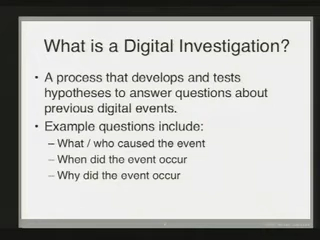 What is a Digital Investigation?
• A process that develops and tests
hypotheses to answer questions about
previous digital events.
• Example questions include:
– What / who caused the event
– When did the event occur
– Why did the event occur